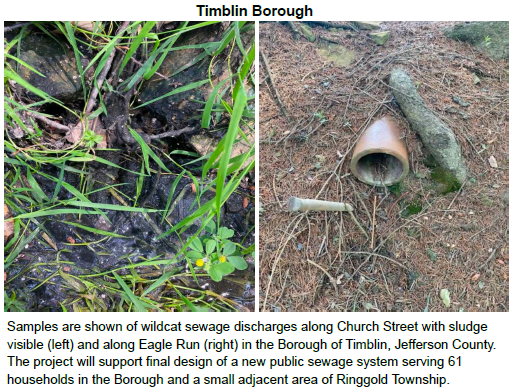 Timblin Borough
Samples are shown of wildcat sewage discharges along Church Street with sludge
visible (left) and along Eagle Run (right) in the Borough of Timblin, Jefferson County.
The project will support final design of a new public sewage system serving 61
households in the Borough and a small adjacent area of Ringgold Township.